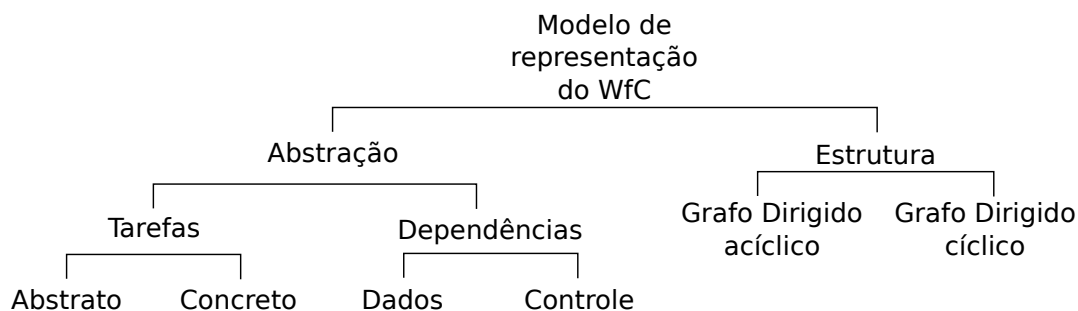 Modelo de
representação
do WfC
Abstração
Estrutura
Tarefas
Dependências
Grafo Dirigido
acíclico
Grafo Dirigido
cíclico
Abstrato
Concreto
Dados
Controle